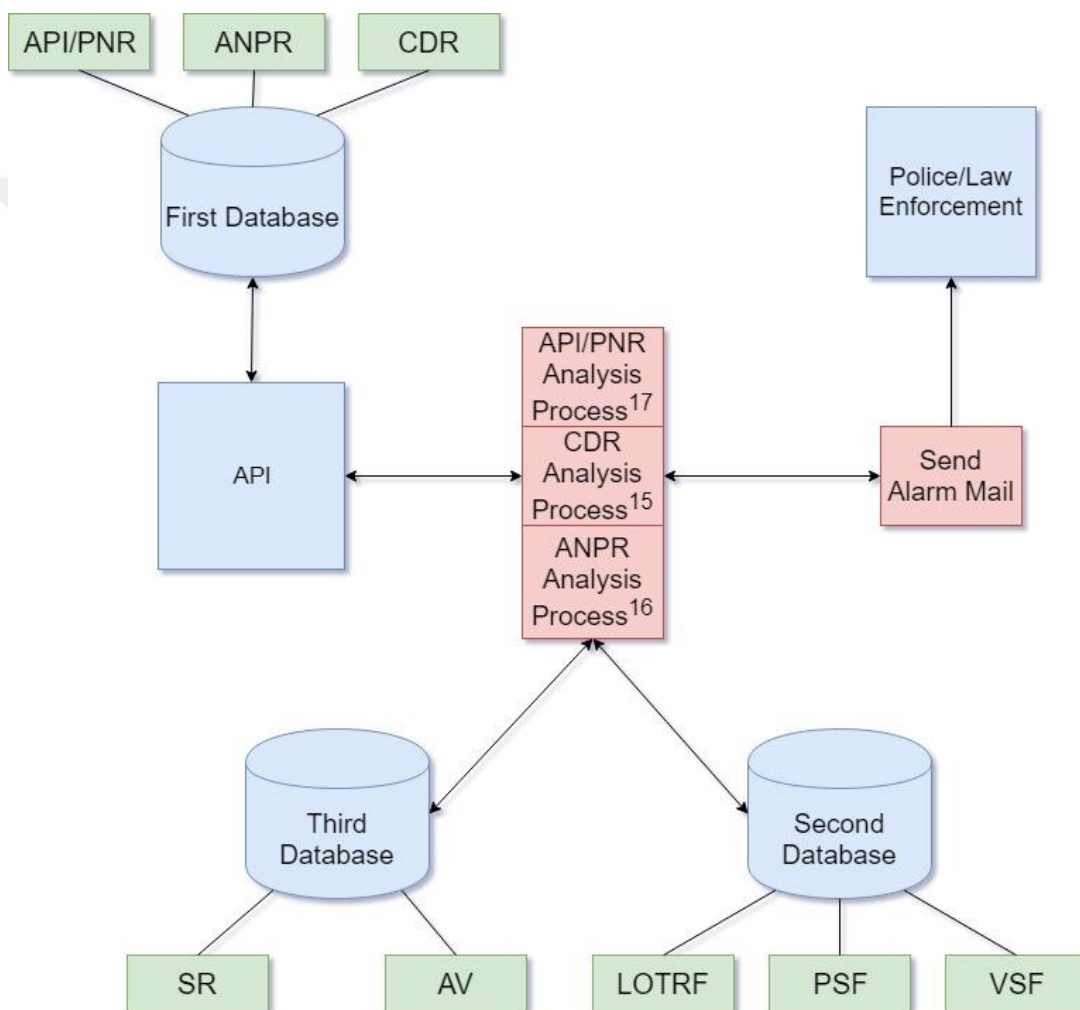 API/PNR
ANPR
CDR
First Database
Police/Law
Enforcement
API
API/PNR
Analysis
Process17
CDR
Analysis
Process15
ANPR
Analysis
Process16
Send
Alarm Mail
Third
Database
Second
Database
SR
AV
LOTRF
PSF
VSF